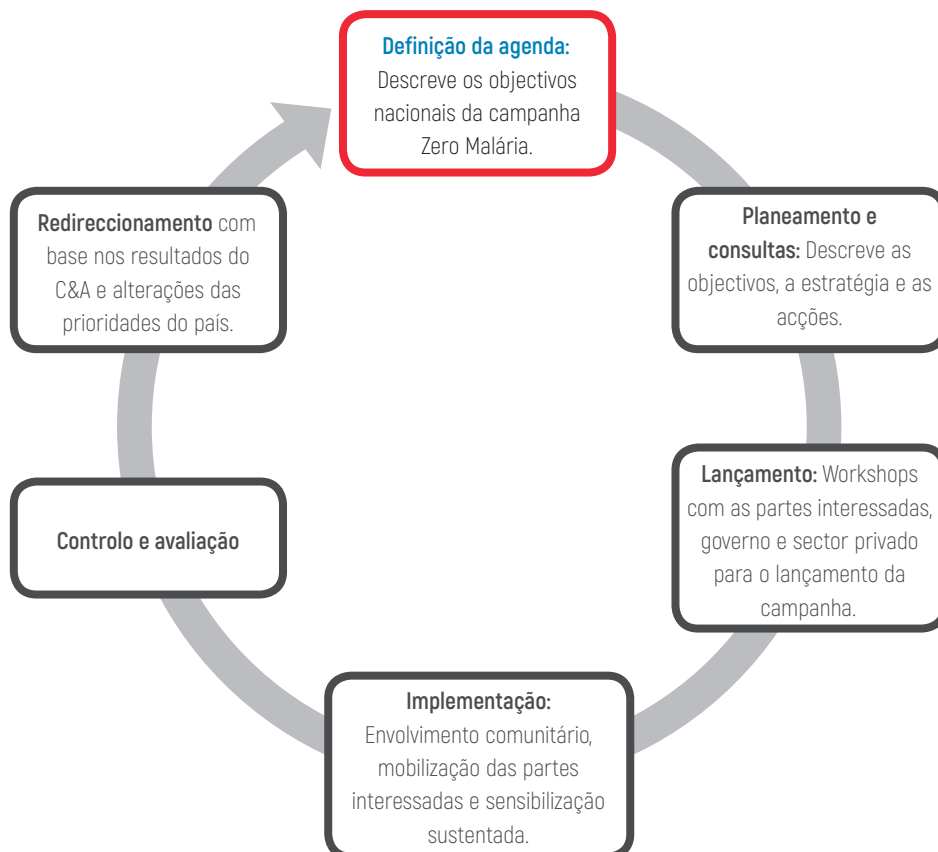 Definição da agenda:
Descreve os objectivos
nacionais da campanha
Zero Malária.
Planeamento e
consultas: Descreve as
objectivos, a estratégia e as
acções.
Lançamento: Workshops
com as partes interessadas,
governo e sector privado
para o lançamento da
campanha.
Implementação:
Envolvimento comunitário,
mobilização das partes
interessadas e sensibilização
sustentada.
Controlo e avaliação
Redireccionamento com
base nos resultados do
C&A e alterações das
prioridades do país.